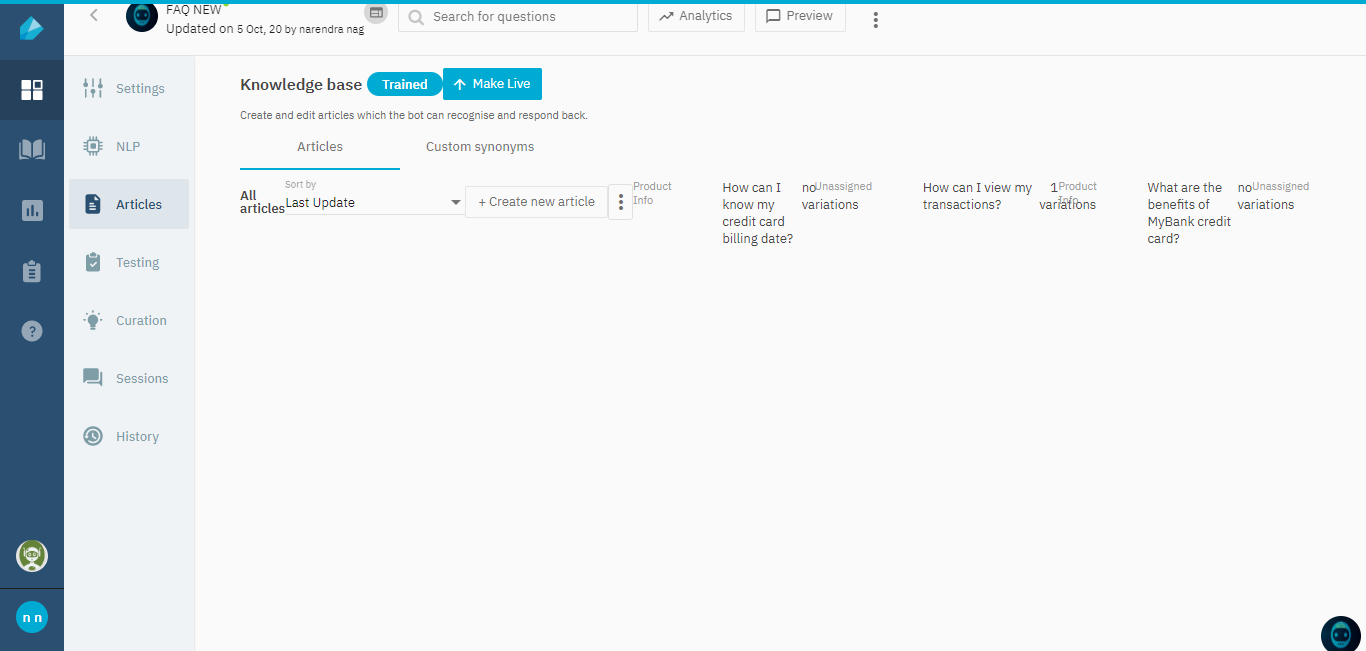 FAQ NEW
Updated on 5 Oct, 20 by narendra nag
Search for questions
Analytics
Preview
Settings
NLP
Articles
Testing
Curation
Sessions
History
n n
Knowledge base
Trained
Make Live
Create and edit articles which the bot can recognise and respond back.
Articles
Custom synonyms
All
articles
Sort by
Last Update
+ Create new article
Product
Info
How can I
know my
credit card
billing date?
no
variations
Unassigned
How can I view my
transactions?
1
variations
Product
Info
What are the
benefits of
MyBank credit
card?
no
variations
Unassigned